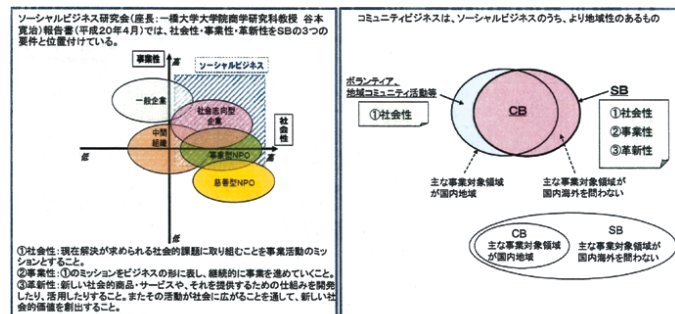 ソーシャルビジネス研究会(座長:一橋大学大学院商学研究科教授 谷本
寛治)報告書(平成20年4月)では、社会性・事業性・革新性をSBの3つの
要件と位置付けている。
事業性
高
ソーシャルビジネス
一般企業
社会志向型
企業
社会性
中間
組織
低
高
事業型NPO
慈善型NPO
低
①社会性:現在解決が求められる社会的課題に取り組むことを事業活動のミッ
ションとすること。
②事業性:①のミッションをビジネスの形に表し、継続的に事業を進めていくこと。
③革新性:新しい社会的商品・サービスや、それを提供するための仕組みを開発
したり、活用したりすること。またその活動が社会に広がることを通して、新しい社
会的価値を創出すること。
コミュニティビジネスは、ソーシャルビジネスのうち、より地域性のあるもの
ボランティア、
地域コミュニティ活動等
SB
CB
①社会性
①社会性
②事業性
③革新性
主な事業対象領域
が国内地域
主な事業対象領域が
国内海外を問わない
CB
主な事業対象領域
が国内地域
SB
主な事業対象領域が
国内海外を問わない